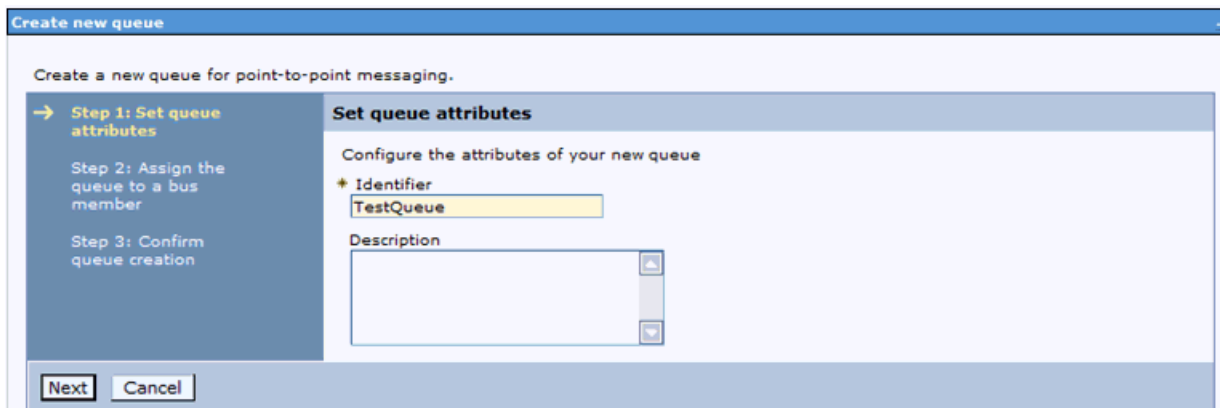 Create new queue
Create a new queue for point-to-point messaging.
Step 1: Set queue
attributes
Step 2: Assign the
queue to a bus
member
Step 3: Confirm
queue creation
Set queue attributes
Configure the attributes of your new queue
* Identifier
TestQueue
Description
Next
Cancel